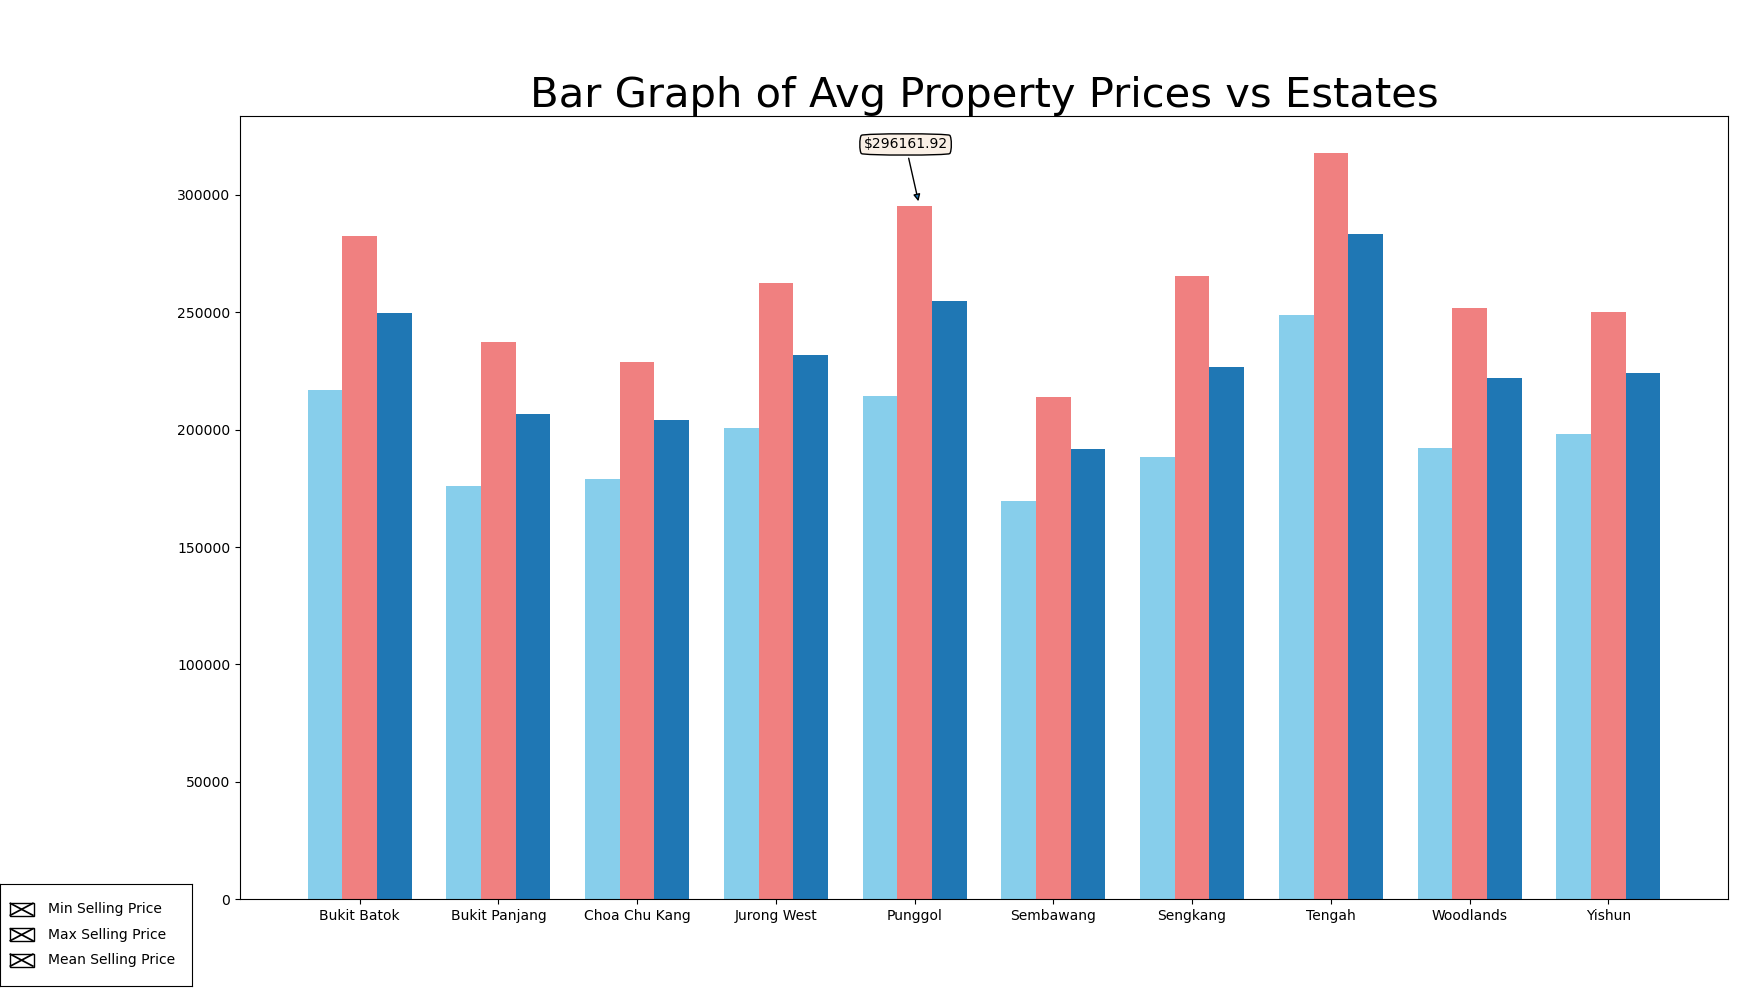 Bar Graph of Avg Property Prices vs Estates
$296161.92
300000
250000
200000
150000
100000
50000
0
Bukit Batok Bukit Panjang Choa Chu Kang Jurong West Punggol Sembawang Sengkang Tengah Woodlands Yishun
Min Selling Price
Max Selling Price
Mean Selling Price